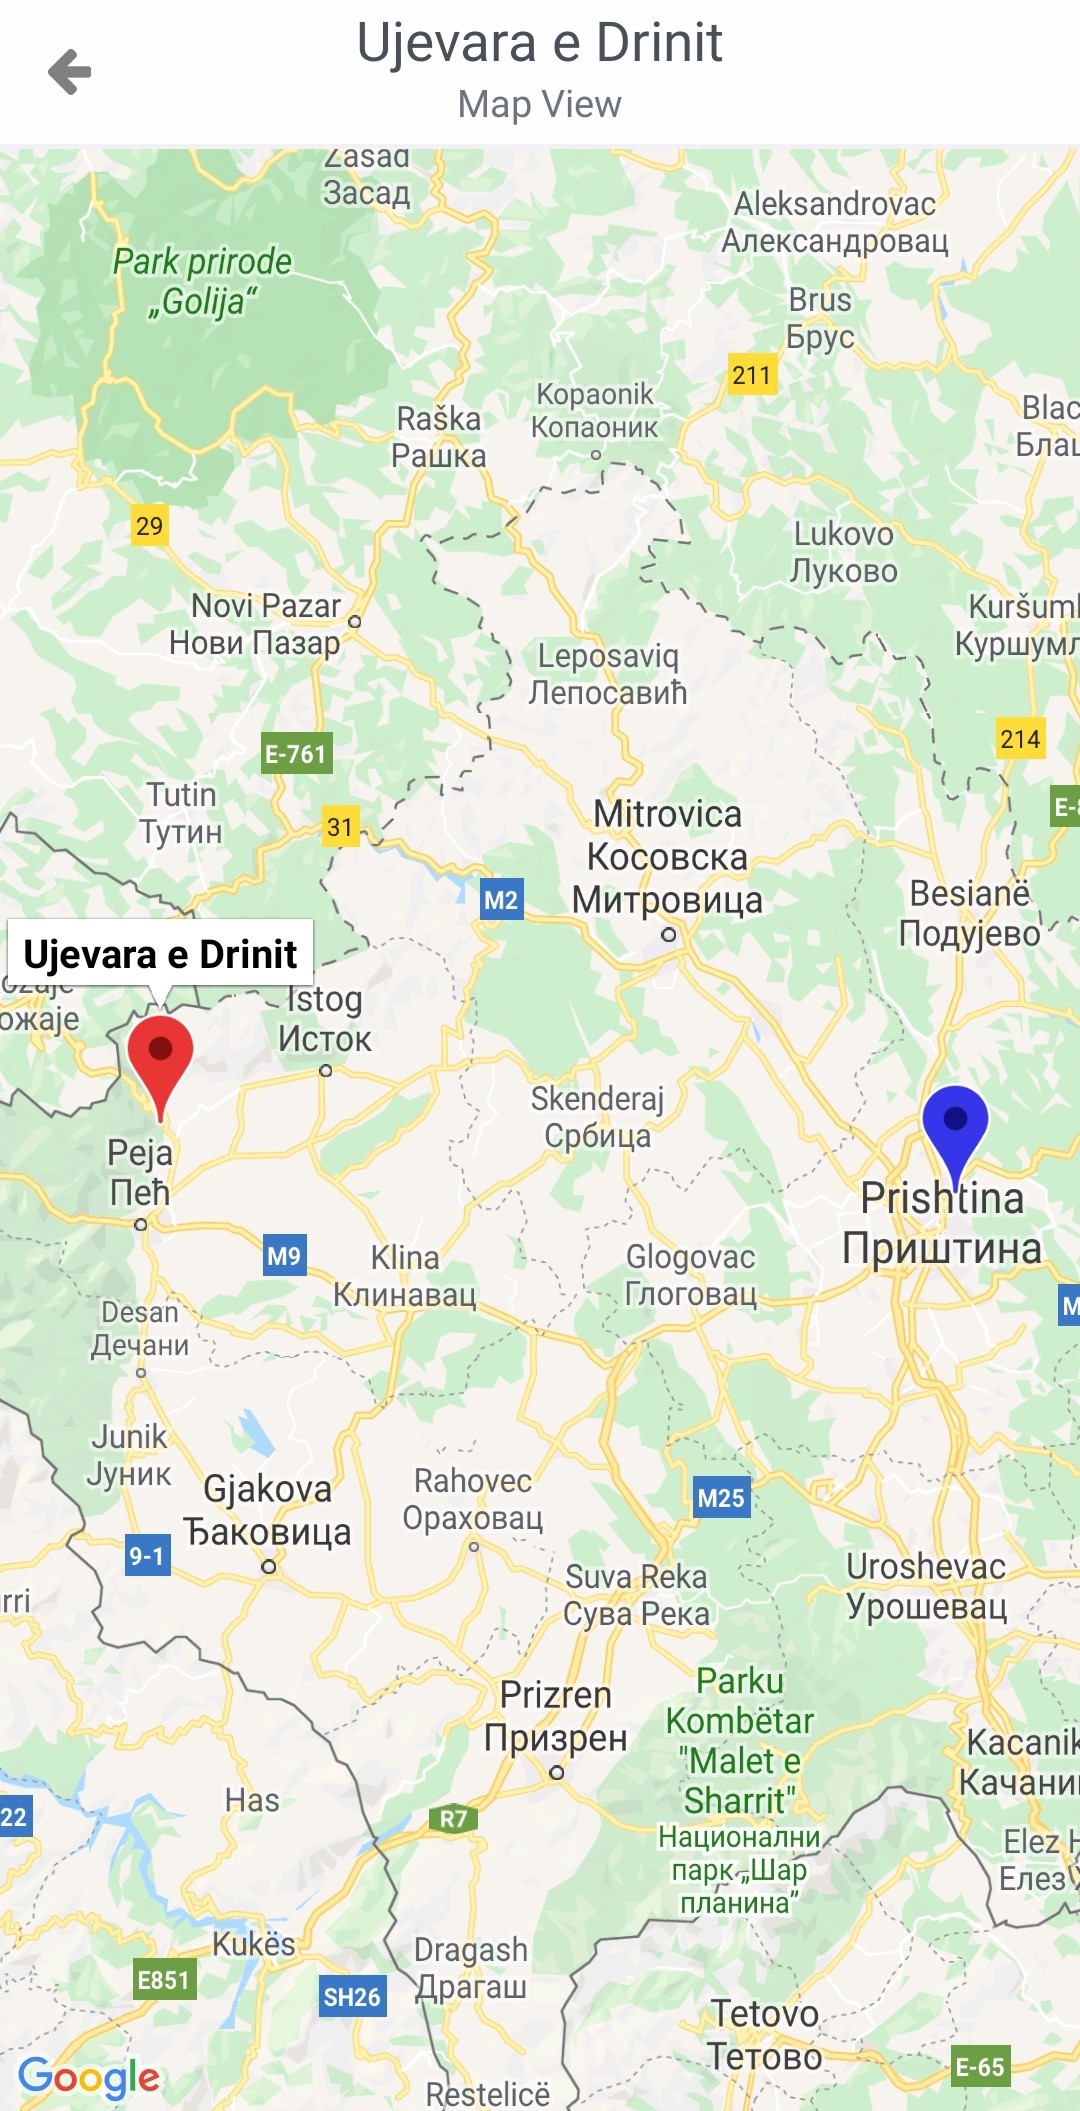 Ujevara e Drinit
Map View
Zasad
Засад
Aleksandrovac
Александровац
Park prirode
„Golija“
Brus
Брус
211
Kopaonik
Копаоник
Raška
Рашка
Blac
Блац
29
Lukovo
Луково
Novi Pazar
Нови Пазар
Kuršuml
Куршумл
Leposaviq
Лепосавић
214
E-761
Tutin
Тутин
31
Mitrovica
Косовска
Митровица
M2
Besianë
Подујево
Ujevara e Drinit
ožaje
ожаје
Istog
Исток
Skenderaj
Србица
Peja
Пећ
Prishtina
Приштина
M9
Klina
Клинавац
Glogovac
Глоговац
M
Desan
Дечани
Junik
Јуник
Gjakova
Ђаковица
Rahovec
Ораховац
M25
9-1
Suva Reka
Сува Река
Uroshevac
Урошевац
rri
Prizren
Призрен
Parku
Kombëtar
"Malet e
Sharrit"
Национални
парк „Шар
планина”
Kacanik
Качани
Has
22
R7
Elez H
Елез Х
Kukës
E851
SH26
Dragash
Драгаш
Tetovo
Тетово
E-65
Google
Restelicë